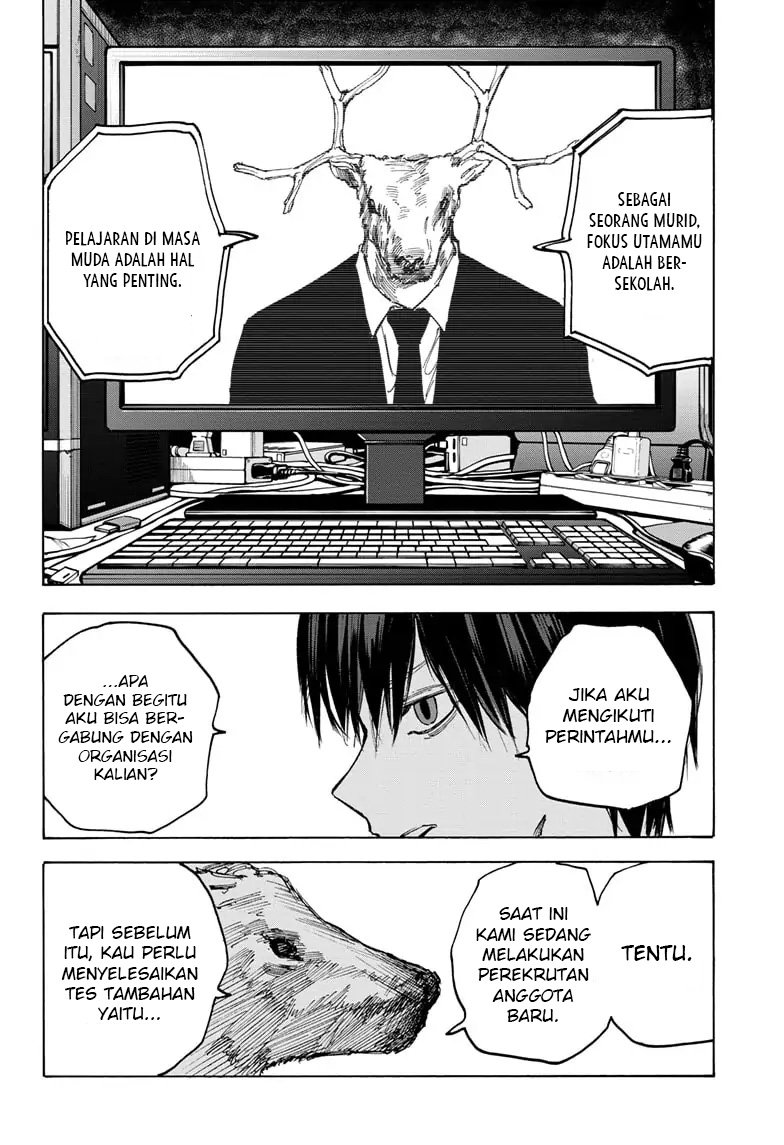 SEBAGAI
SEORANG MURID,
FOKUS UTAMAMU
ADALAH BER-
SEKOLAH.
PELAJARAN DI MASA
MUDA ADALAH HAL
YANG PENTING.
JIKA AKU
MENGIKUTI
PERINTAHMU...
...APA
DENGAN BEGITU
AKU BISA BER-
GABUNG DENGAN
ORGANISASI
KALIAN?
TENTU.
SAAT INI
KAMI SEDANG
MELAKUKAN
PEREKRUTAN
ANGGOTA
BARU.
TAPI SEBELUM
ITU, KAU PERLU
MENYELESAIKAN
TES TAMBAHAN
YAITU...